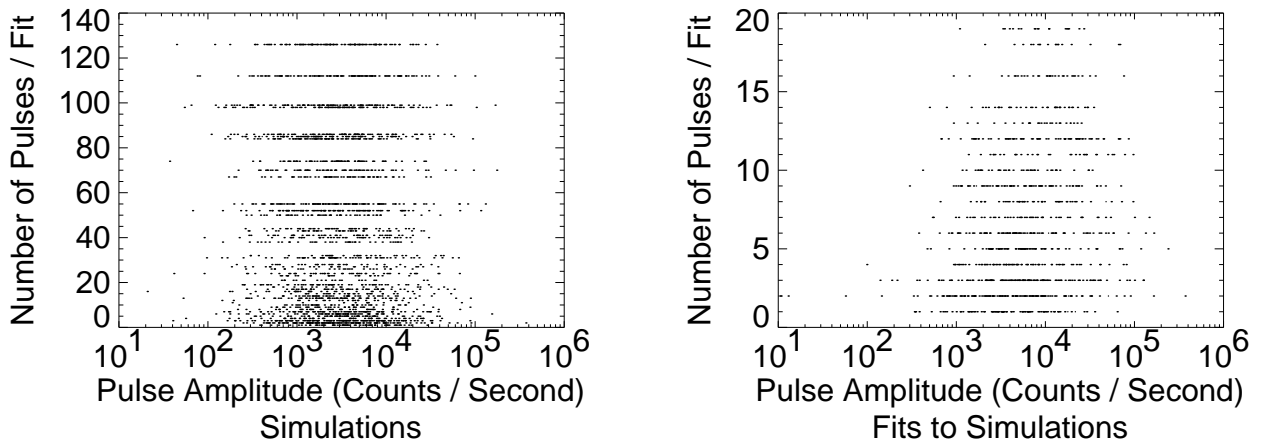 Number of Pulses / Fit
140
120
100
80
60
40
20
0
10^1 10^2 10^3 10^4 10^5 10^6
Pulse Amplitude (Counts / Second)
Simulations
Number of Pulses / Fit
20
15
10
5
0
10^1 10^2 10^3 10^4 10^5 10^6
Pulse Amplitude (Counts / Second)
Fits to Simulations